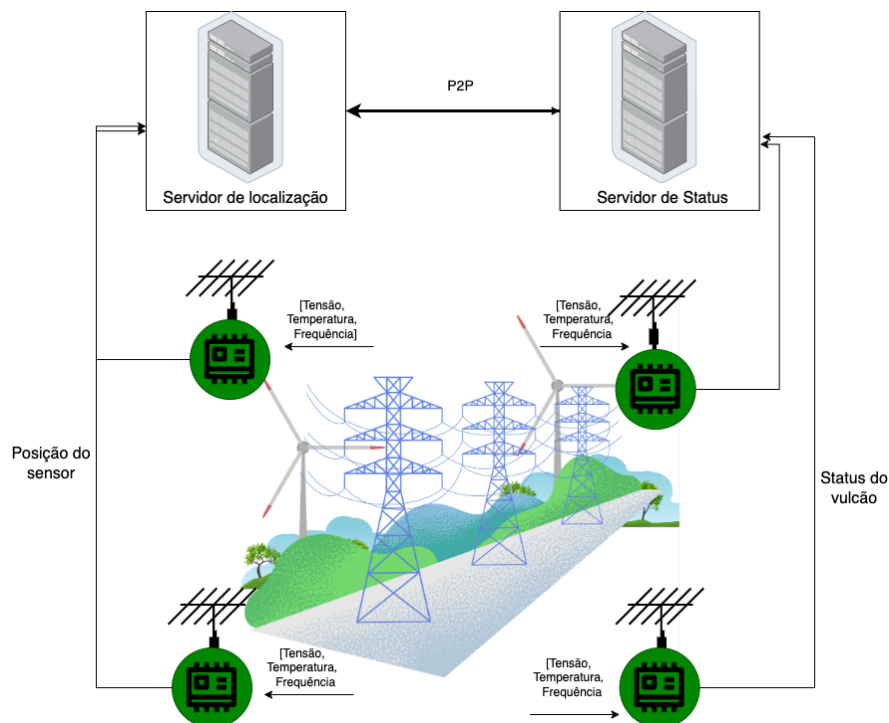 P2P
Servidor de localização
Servidor de Status
[Tensão,
Temperatura,
Frequência]
[Tensão,
Temperatura,
Frequência
Posição do
sensor
Status do
vulcão
[Tensão,
Temperatura,
Frequência
[Tensão,
Temperatura,
Frequência